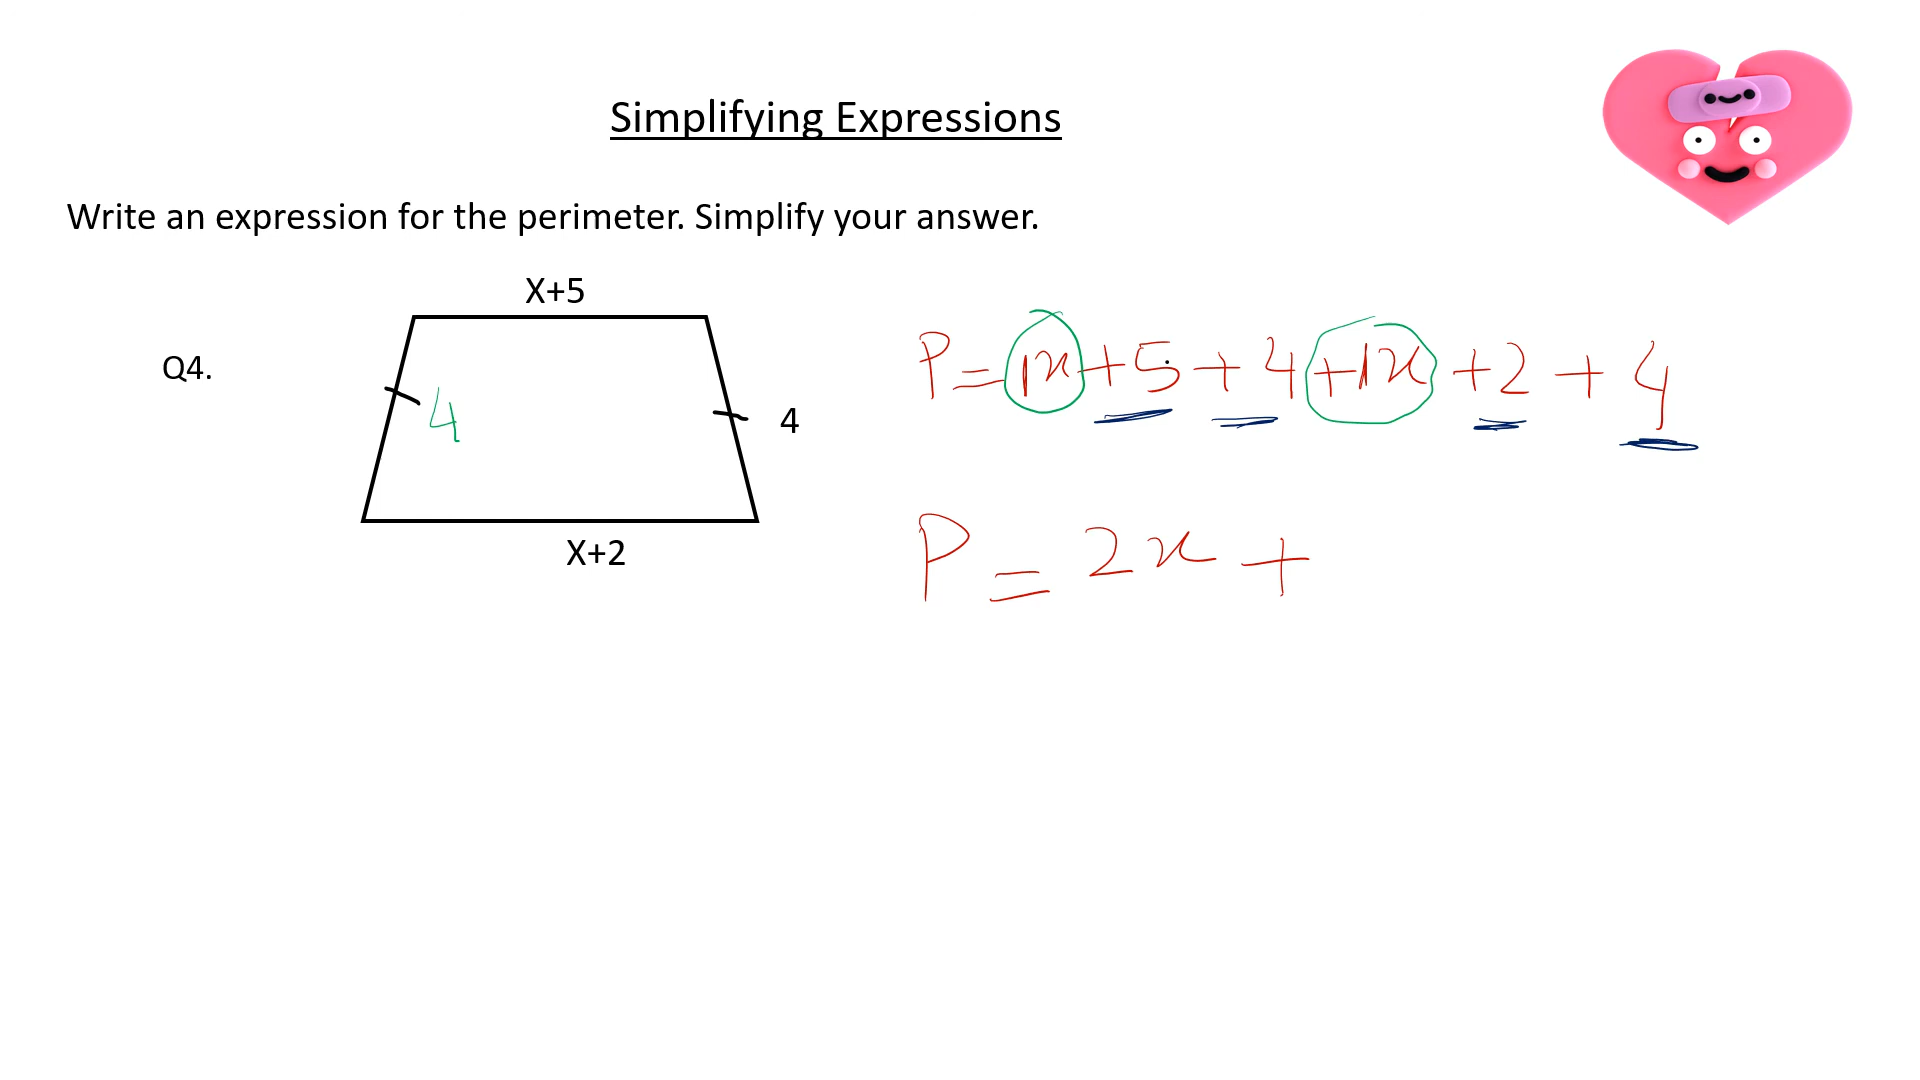 Simplifying Expressions
Write an expression for the perimeter. Simplify your answer.
X+5
P=1x+5+4+1x+2+4
Q4.
4
4
P=2x+
X+2